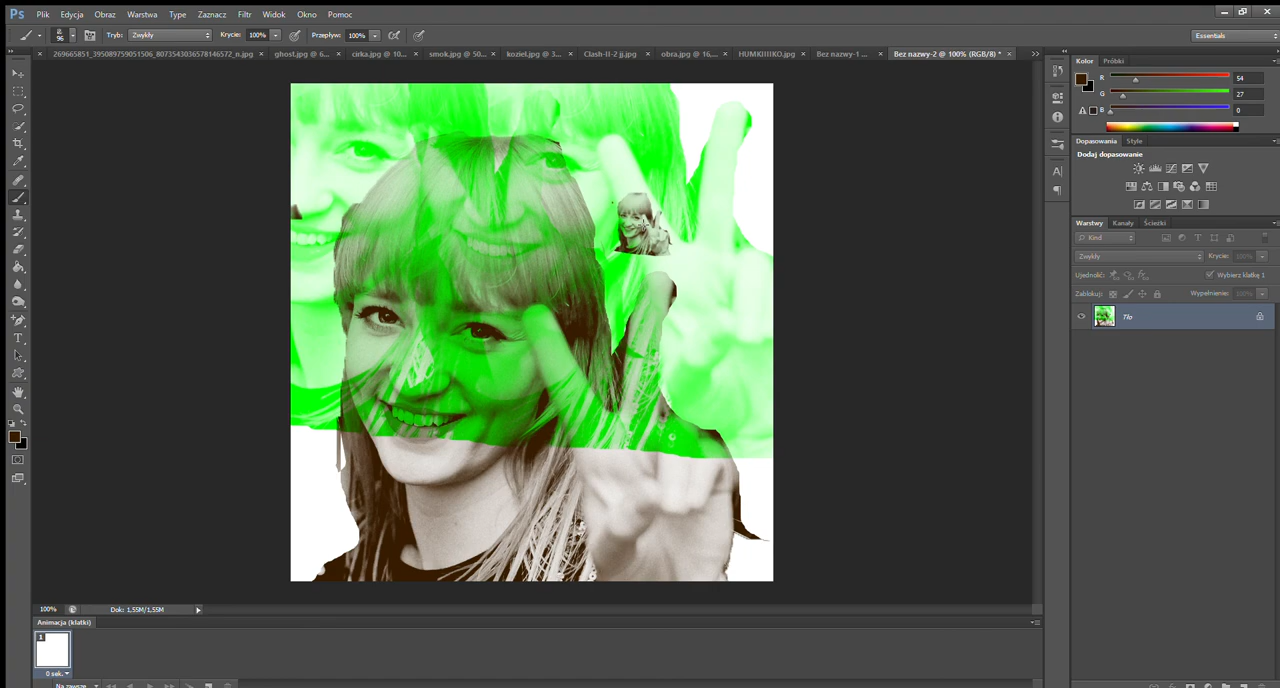 Ps Plik Edycja Obraz Warstwa Type Zaznacz Filtr Widok Okno Pomoc
96 Tryb: Zwykły Krycie: 100% Przepływ: 100% Essentials
269665851_395089759051506_8073543036578146572_n.jpg × ghost.jpg @ 6... × cirka.jpg @ 10... × smok.jpg @ 50... × koziel.jpg @ 3... × Clash-II-2 jj.jpg × obra.jpg @ 16.... × HUMKIIIIKO.jpg × Bez nazwy-1 ... × Bez nazwy-2 @ 100% (RGB/8) * ×
Kolor Próbki
R 54
G 27
B 0
Dopasowania Style
Dodaj dopasowanie
Warstwy Kanały Ścieżki
Kind
Zwykły Krycie: 100%
Ujedność: Wybierz klatkę 1
Zablokuj: Wypełnienie: 100%
Tło
100% Dok: 1,55M/1,55M
Animacja (klatki)
1
0 sek.
Na zawsze